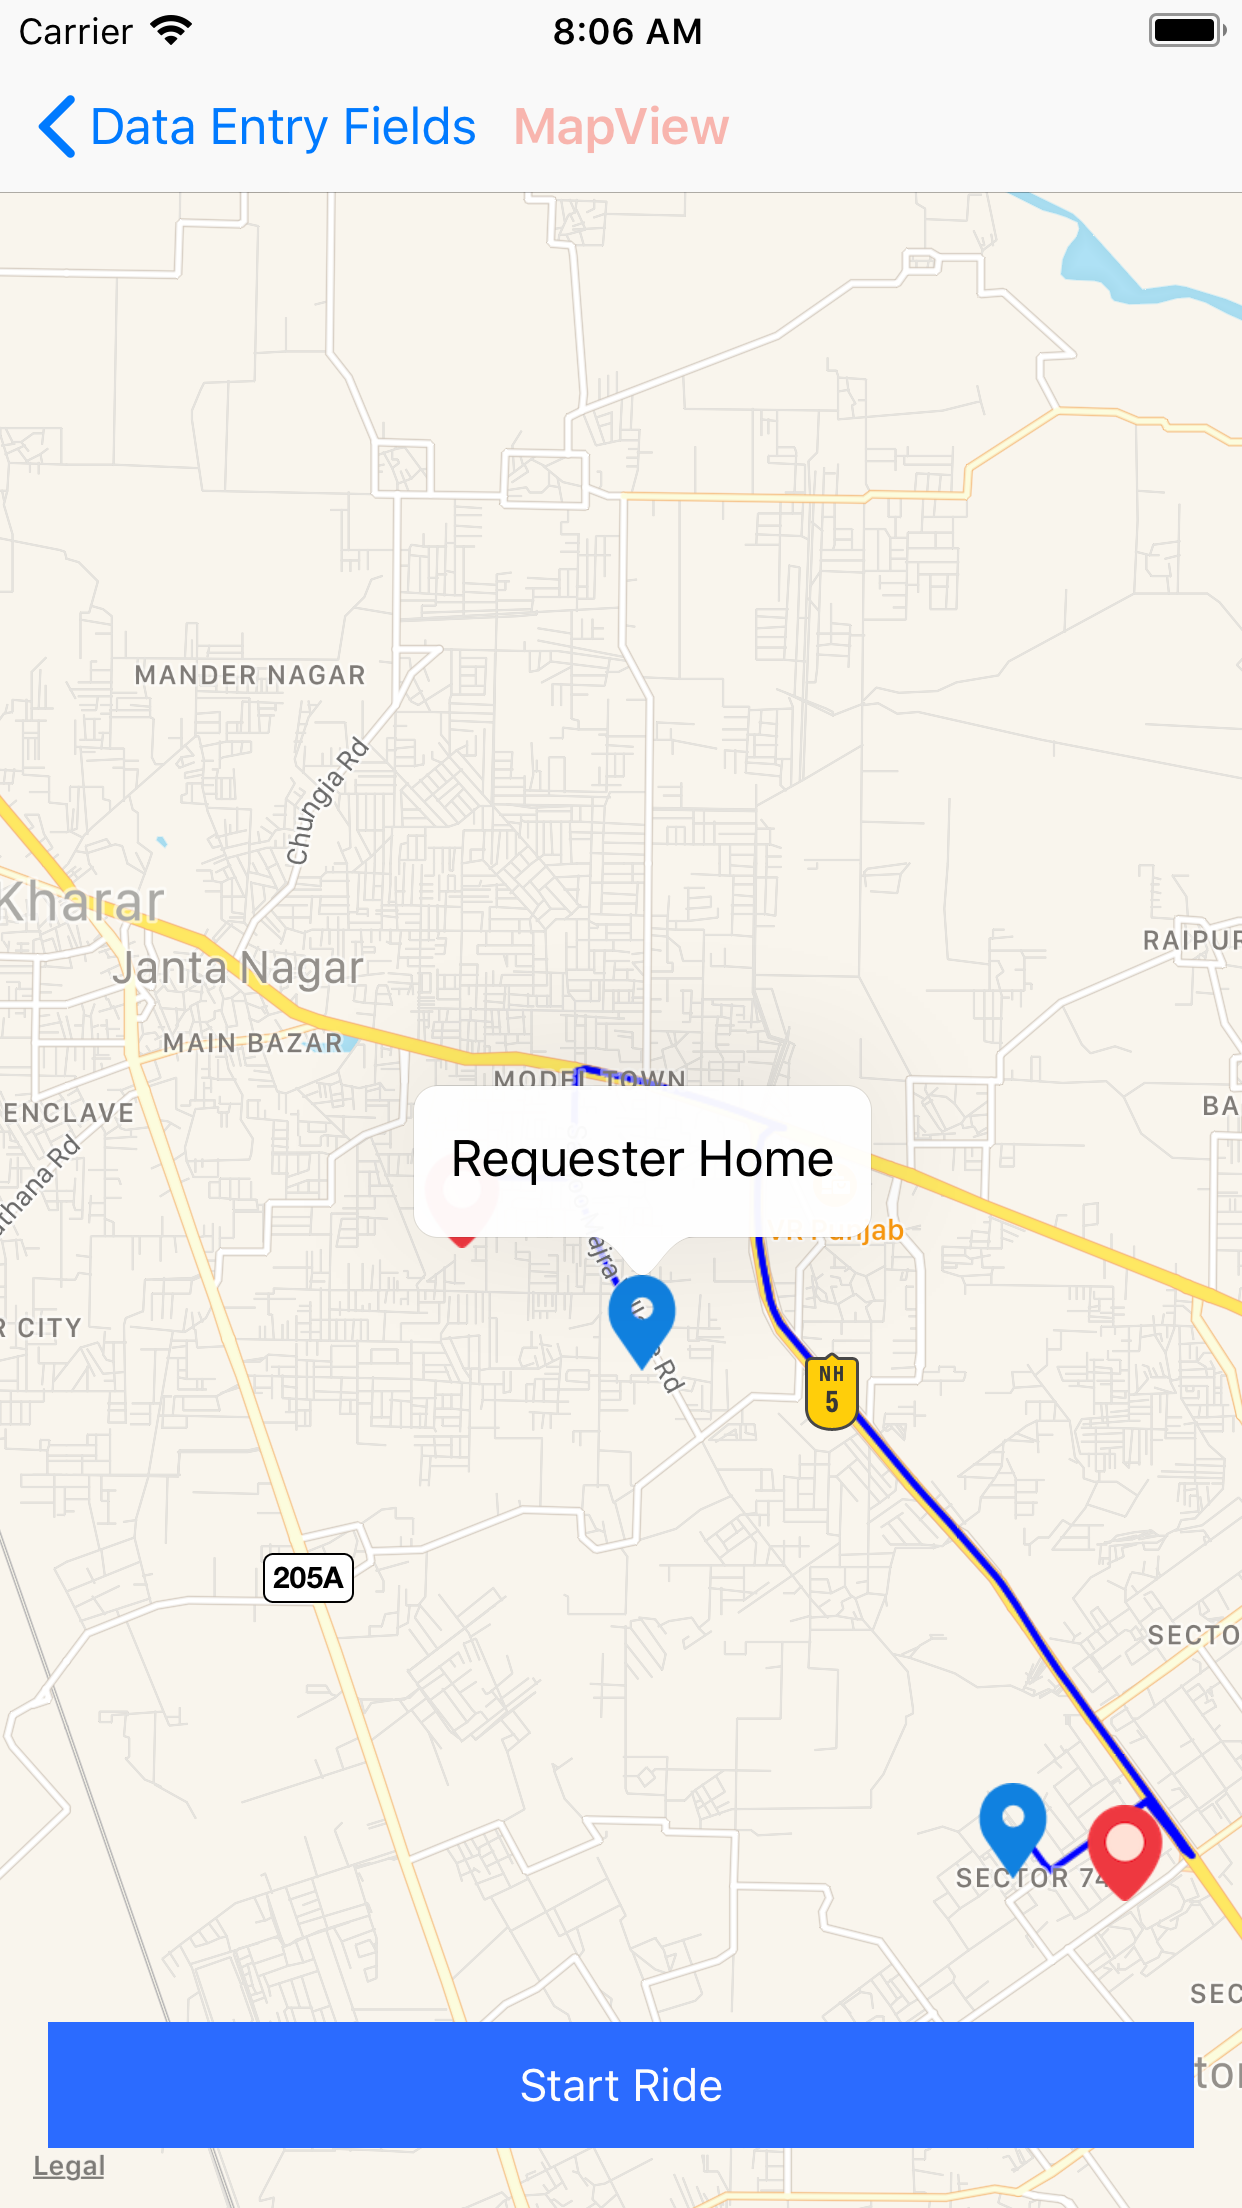 Carrier
8:06 AM
Data Entry Fields
MapView
MANDER NAGAR
Chungia Rd
Kharar
Janta Nagar
RAIPUR
MAIN BAZAR
MODEL TOWN
ENCLAVE
BA
Requester Home
VR Punjab
R CITY
Rd
NH
5
205A
SECTO
SECTOR 74
SEC
Start Ride
Legal